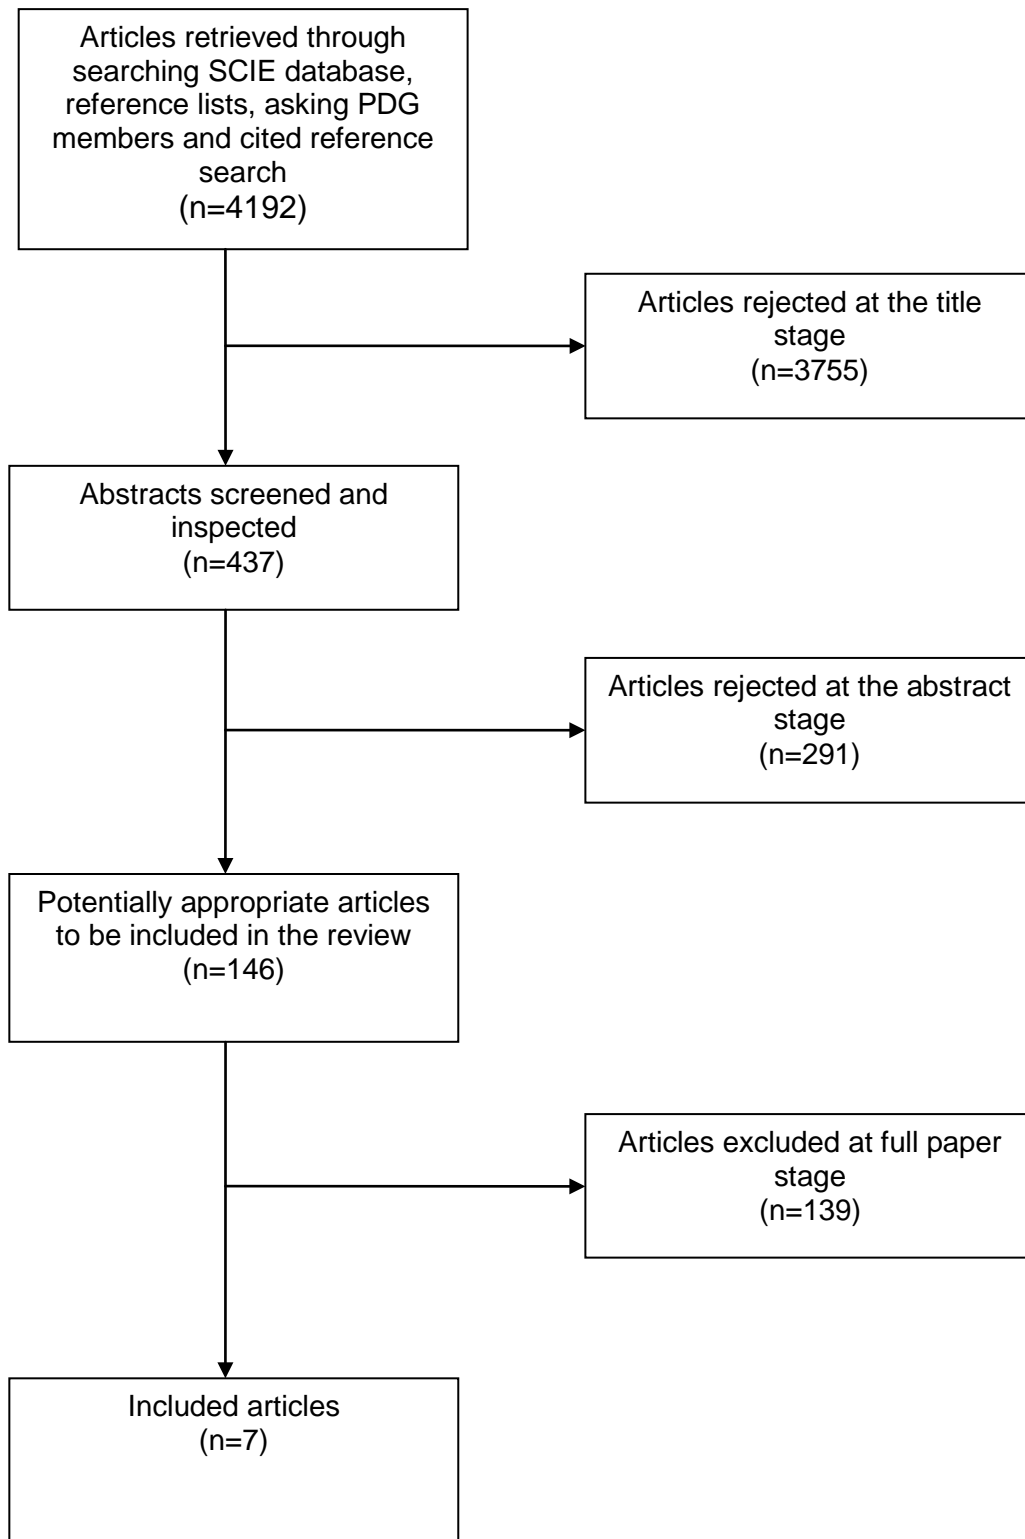 Articles retrieved through
searching SCIE database,
reference lists, asking PDG
members and cited reference
search
(n=4192)
Articles rejected at the title
stage
(n=3755)
Abstracts screened and
inspected
(n=437)
Articles rejected at the abstract
stage
(n=291)
Potentially appropriate articles
to be included in the review
(n=146)
Articles excluded at full paper
stage
(n=139)
Included articles
(n=7)